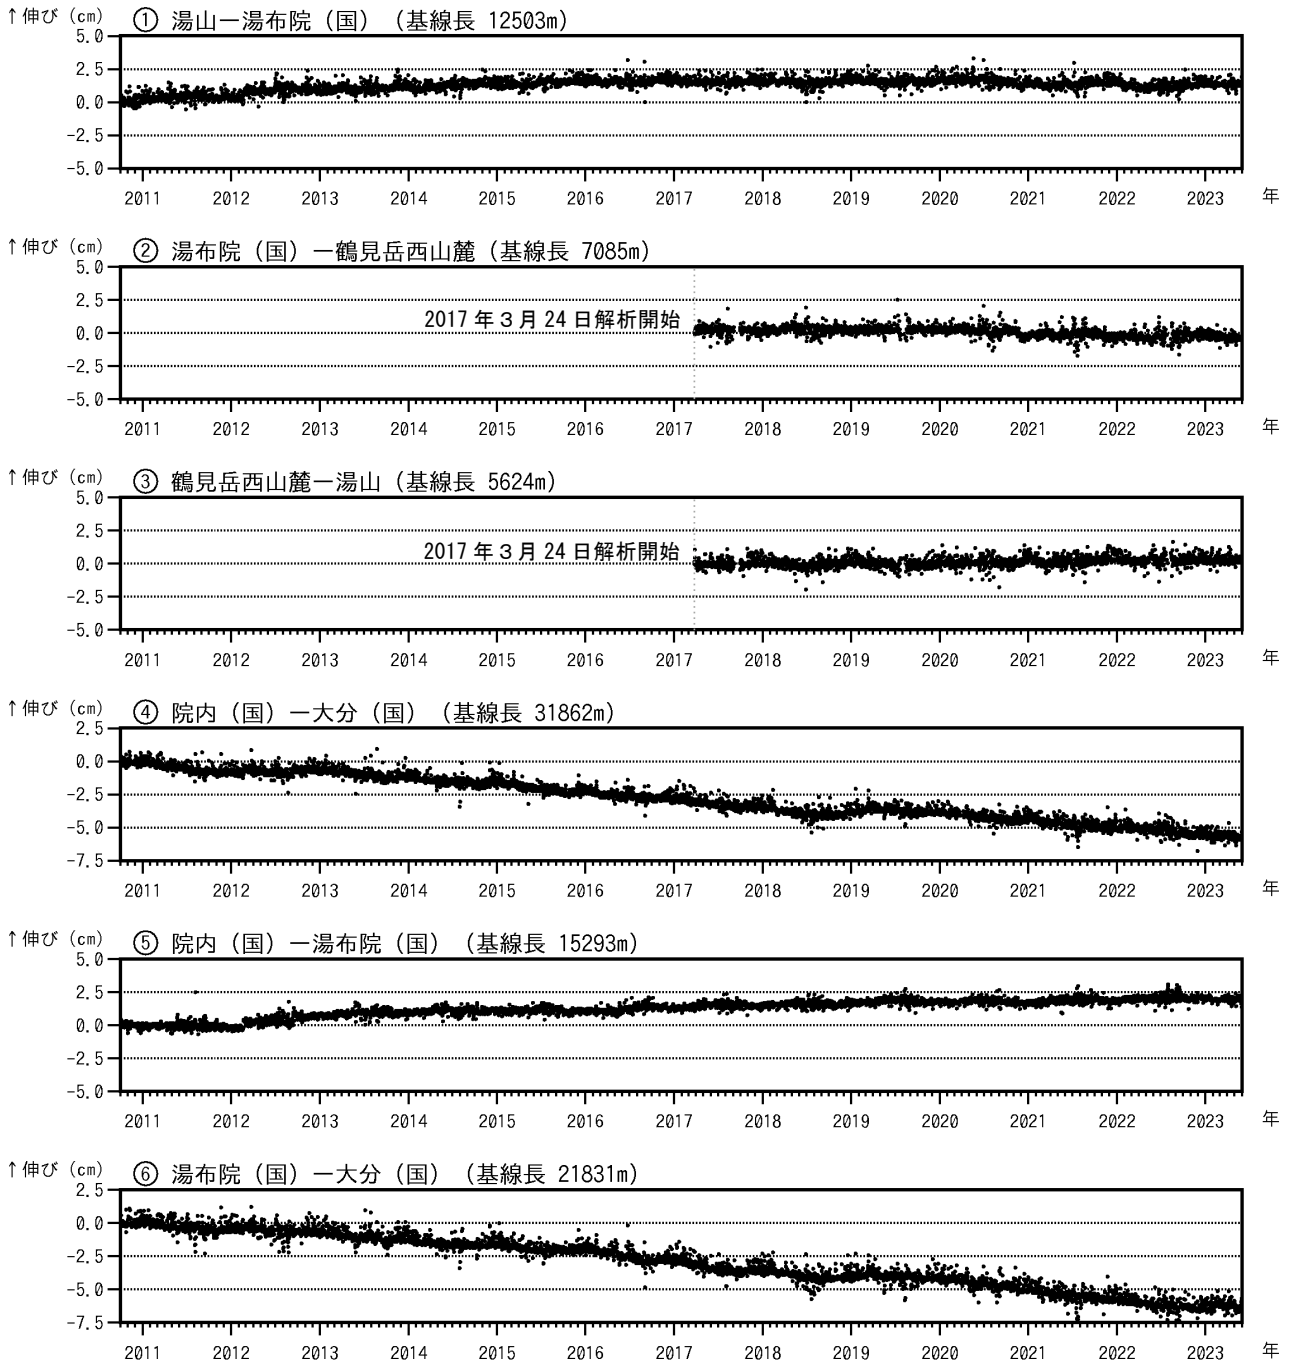 ↑伸び（cm） ① 湯山ー湯布院（国）（基線長 12503m）
5.0
2.5
0.0
-2.5
-5.0
2011 2012 2013 2014 2015 2016 2017 2018 2019 2020 2021 2022 2023 年
↑伸び（cm） ② 湯布院（国）ー鶴見岳西山麓（基線長 7085m）
5.0
2.5
2017 年 3 月 24 日解析開始
0.0
-2.5
-5.0
2011 2012 2013 2014 2015 2016 2017 2018 2019 2020 2021 2022 2023 年
↑伸び（cm） ③ 鶴見岳西山麓ー湯山（基線長 5624m）
5.0
2.5
2017 年 3 月 24 日解析開始
0.0
-2.5
-5.0
2011 2012 2013 2014 2015 2016 2017 2018 2019 2020 2021 2022 2023 年
↑伸び（cm） ④ 院内（国）ー大分（国）（基線長 31862m）
2.5
0.0
-2.5
-5.0
-7.5
2011 2012 2013 2014 2015 2016 2017 2018 2019 2020 2021 2022 2023 年
↑伸び（cm） ⑤ 院内（国）ー湯布院（国）（基線長 15293m）
5.0
2.5
0.0
-2.5
-5.0
2011 2012 2013 2014 2015 2016 2017 2018 2019 2020 2021 2022 2023 年
↑伸び（cm） ⑥ 湯布院（国）ー大分（国）（基線長 21831m）
2.5
0.0
-2.5
-5.0
-7.5
2011 2012 2013 2014 2015 2016 2017 2018 2019 2020 2021 2022 2023 年